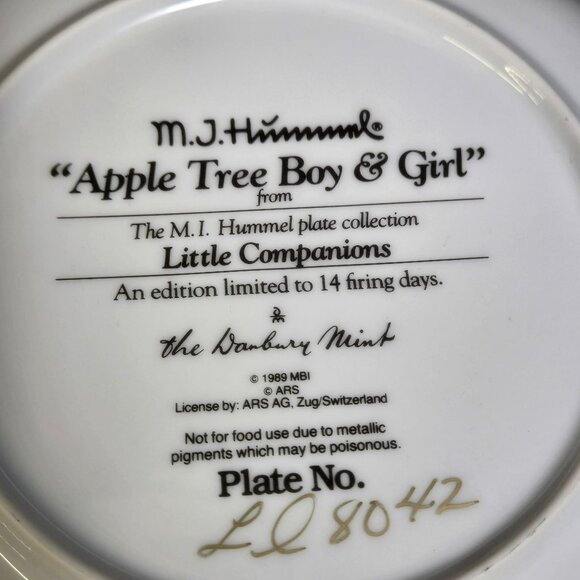 M.J. Hummel®
"Apple Tree Boy & Girl"
from
The M.I. Hummel plate collection
Little Companions
An edition limited to 14 firing days.
the Danbury Mint
© 1989 MBI
© ARS
License by: ARS AG, Zug/Switzerland
Not for food use due to metallic
pigments which may be poisonous.
Plate No.
8042